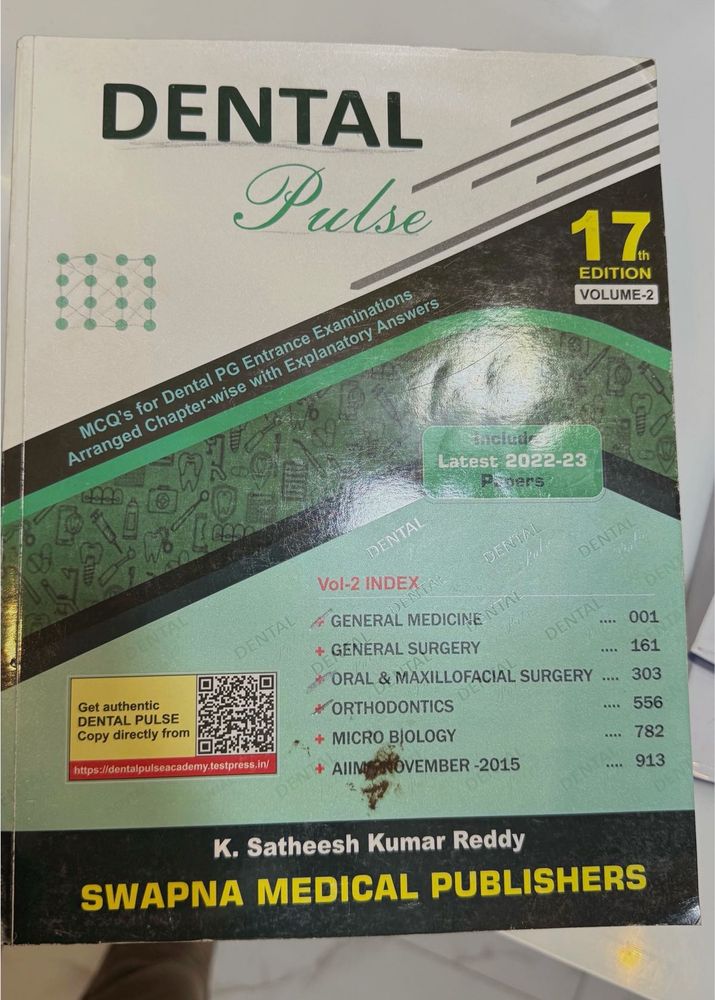 DENTAL
Pulse
17th
EDITION
VOLUME-2
MCQ's for Dental PG Entrance Examinations
Arranged Chapter-wise with Explanatory Answers
Includes
Latest 2022-23
Papers
Vol-2 INDEX
+ GENERAL MEDICINE .... 001
+ GENERAL SURGERY .... 161
+ ORAL & MAXILLOFACIAL SURGERY .... 303
+ ORTHODONTICS .... 556
+ MICRO BIOLOGY .... 782
+ AIIMS NOVEMBER -2015 .... 913
Get authentic
DENTAL PULSE
Copy directly from
https://dentalpulseacademy.testpress.in/
K. Satheesh Kumar Reddy
SWAPNA MEDICAL PUBLISHERS